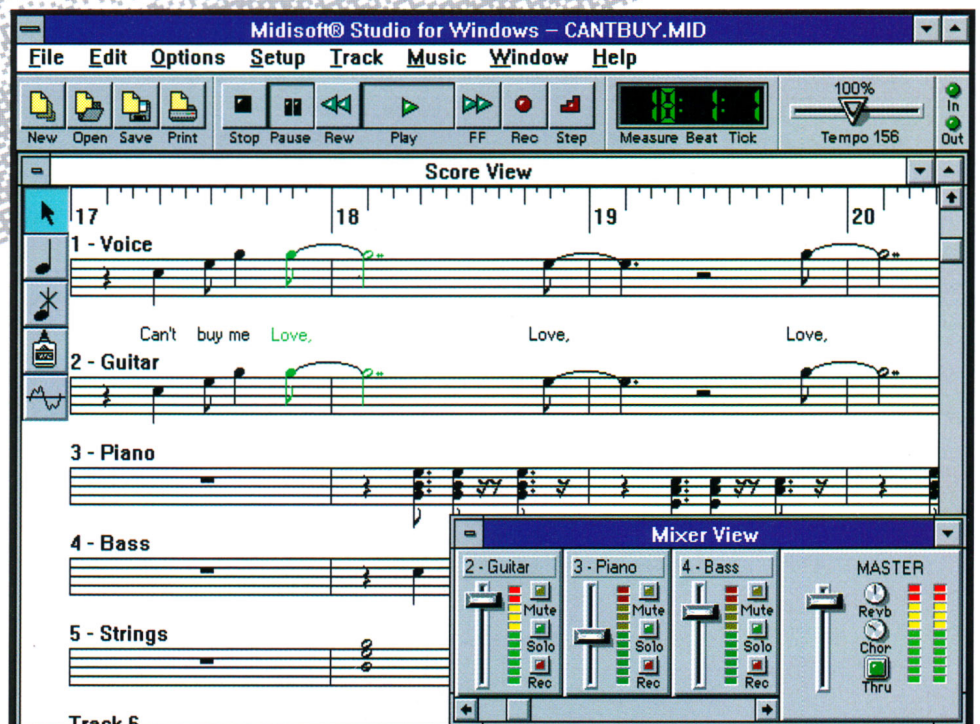 Midisoft® Studio for Windows – CANTBUY.MID
File Edit Options Setup Track Music Window Help
New Open Save Print Stop Pause Rew Play FF Rec Step
18: 1: 1
Measure Beat Tick
100%
Tempo 156
In
Out
Score View
17 18 19 20
1 - Voice
Can't buy me Love, Love, Love,
2 - Guitar
3 - Piano
4 - Bass
5 - Strings
Track 6
Mixer View
2 - Guitar 3 - Piano 4 - Bass MASTER
Mute Mute Mute Revb
Solo Solo Solo Chor
Rec Rec Rec Thru